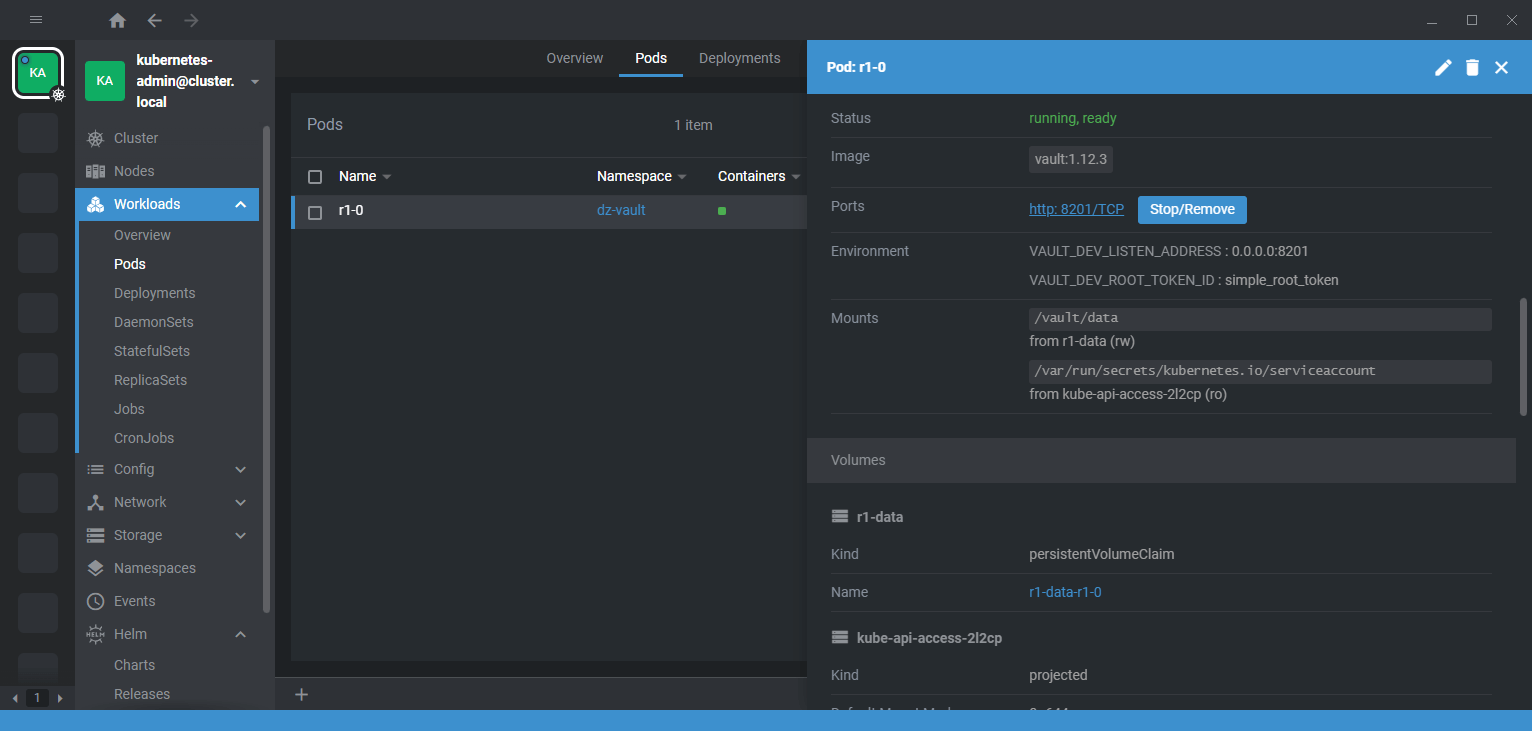 KA
KA
kubernetes-
admin@cluster.
local
Cluster
Nodes
Workloads
Overview
Pods
Deployments
DaemonSets
StatefulSets
ReplicaSets
Jobs
CronJobs
Config
Network
Storage
Namespaces
Events
HELM Helm
Charts
Releases
1
Overview Pods Deployments
Pods 1 item
Name Namespace Containers
r1-0 dz-vault
Pod: r1-0
Status running, ready
Image vault:1.12.3
Ports http: 8201/TCP Stop/Remove
Environment VAULT_DEV_LISTEN_ADDRESS : 0.0.0.0:8201
VAULT_DEV_ROOT_TOKEN_ID : simple_root_token
Mounts /vault/data
from r1-data (rw)
/var/run/secrets/kubernetes.io/serviceaccount
from kube-api-access-2l2cp (ro)
Volumes
r1-data
Kind persistentVolumeClaim
Name r1-data-r1-0
kube-api-access-2l2cp
Kind projected